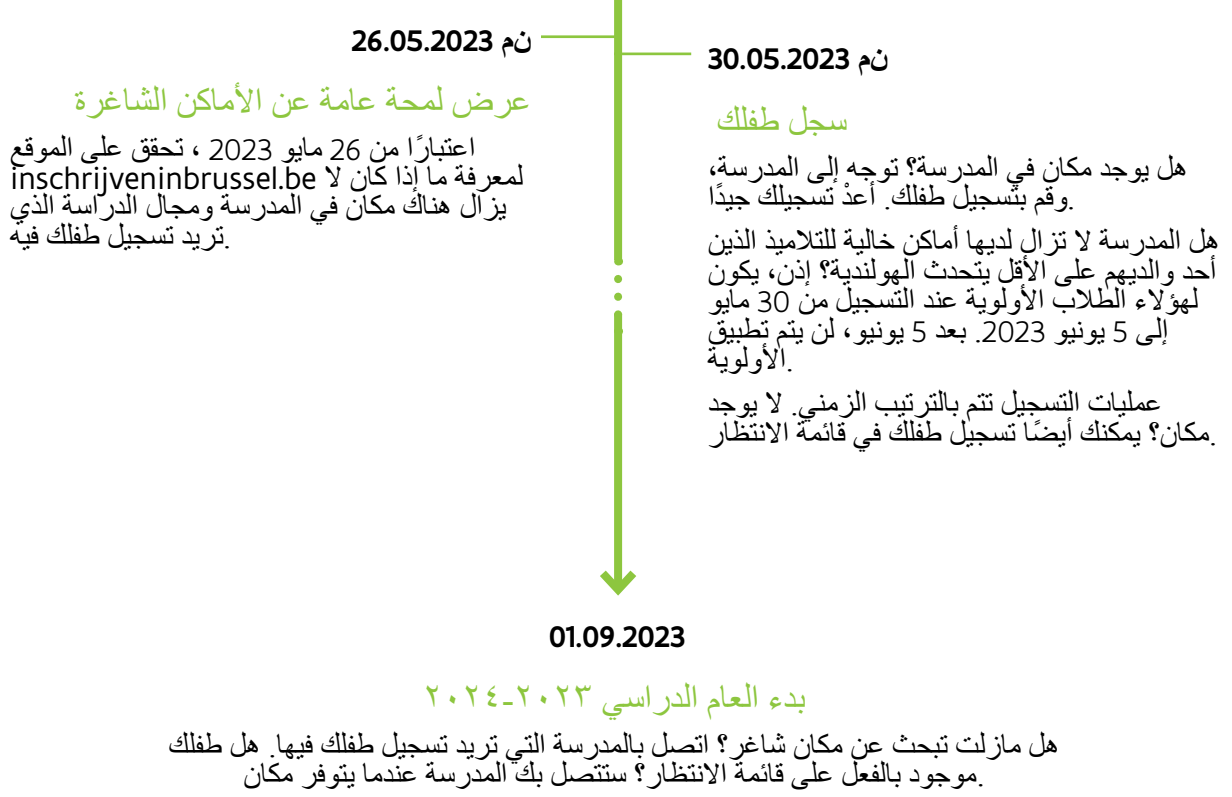 نم 26.05.2023
عرض لمحة عامة عن الأماكن الشاغرة
اعتبارًا من 26 مايو 2023 ، تحقق على الموقع
inschrijveninbrussel.be لمعرفة ما إذا كان لا
يزال هناك مكان في المدرسة ومجال الدراسة الذي
تريد تسجيل طفلك فيه.
نم 30.05.2023
سجل طفلك
هل يوجد مكان في المدرسة؟ توجه إلى المدرسة،
وقم بتسجيل طفلك. أعدْ تسجيلك جيدًا.
هل المدرسة لا تزال لديها أماكن خالية للتلاميذ الذين
أحد والديهم على الأقل يتحدث الهولندية؟ إذن، يكون
لهؤلاء الطلاب الأولوية عند التسجيل من 30 مايو
إلى 5 يونيو 2023. بعد 5 يونيو، لن يتم تطبيق
الأولوية.
عمليات التسجيل تتم بالترتيب الزمني. لا يوجد
مكان؟ يمكنك أيضًا تسجيل طفلك في قائمة الانتظار.
01.09.2023
بدء العام الدراسي ٢٠٢٣-٢٠٢٤
هل مازلت تبحث عن مكان شاغر؟ اتصل بالمدرسة التي تريد تسجيل طفلك فيها. هل طفلك
موجود بالفعل على قائمة الانتظار؟ ستتصل بك المدرسة عندما يتوفر مكان.